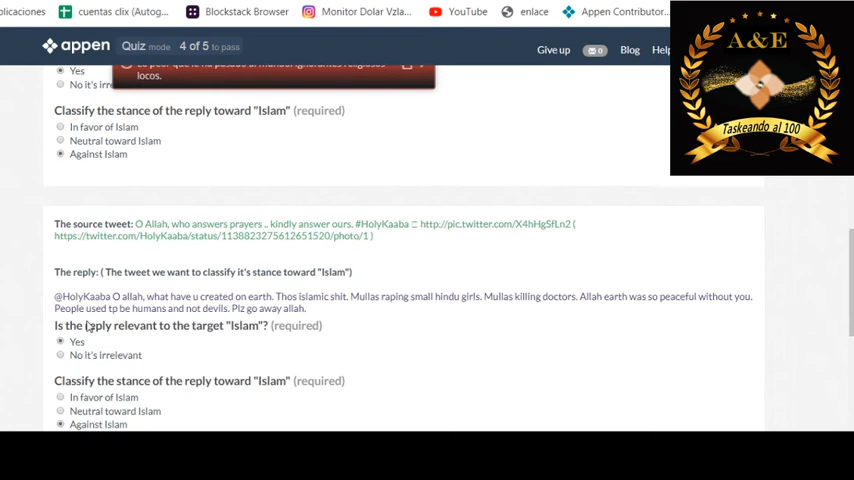 plicaciones cuentas clix (Autog... Blockstack Browser Monitor Dolar Vzla... YouTube enlace Appen Contributor...
appen Quiz mode 4 of 5 to pass Give up 0 Blog Help
A&E
Taskeando al 100
Yes
locos.
No it's irre
Classify the stance of the reply toward "Islam" (required)
In favor of Islam
Neutral toward Islam
Against Islam
The source tweet: O Allah, who answers prayers .. kindly answer ours. #HolyKaaba □ http://pic.twitter.com/X4hHgSfLn2 (
https://twitter.com/HolyKaaba/status/1138823275612651520/photo/1 )
The reply: ( The tweet we want to classify it's stance toward "Islam")
@HolyKaaba O allah, what have u created on earth. Thos islamic shit. Mullas raping small hindu girls. Mullas killing doctors. Allah earth was so peaceful without you.
People used tp be humans and not devils. Plz go away allah.
Is the reply relevant to the target "Islam"? (required)
Yes
No it's irrelevant
Classify the stance of the reply toward "Islam" (required)
In favor of Islam
Neutral toward Islam
Against Islam